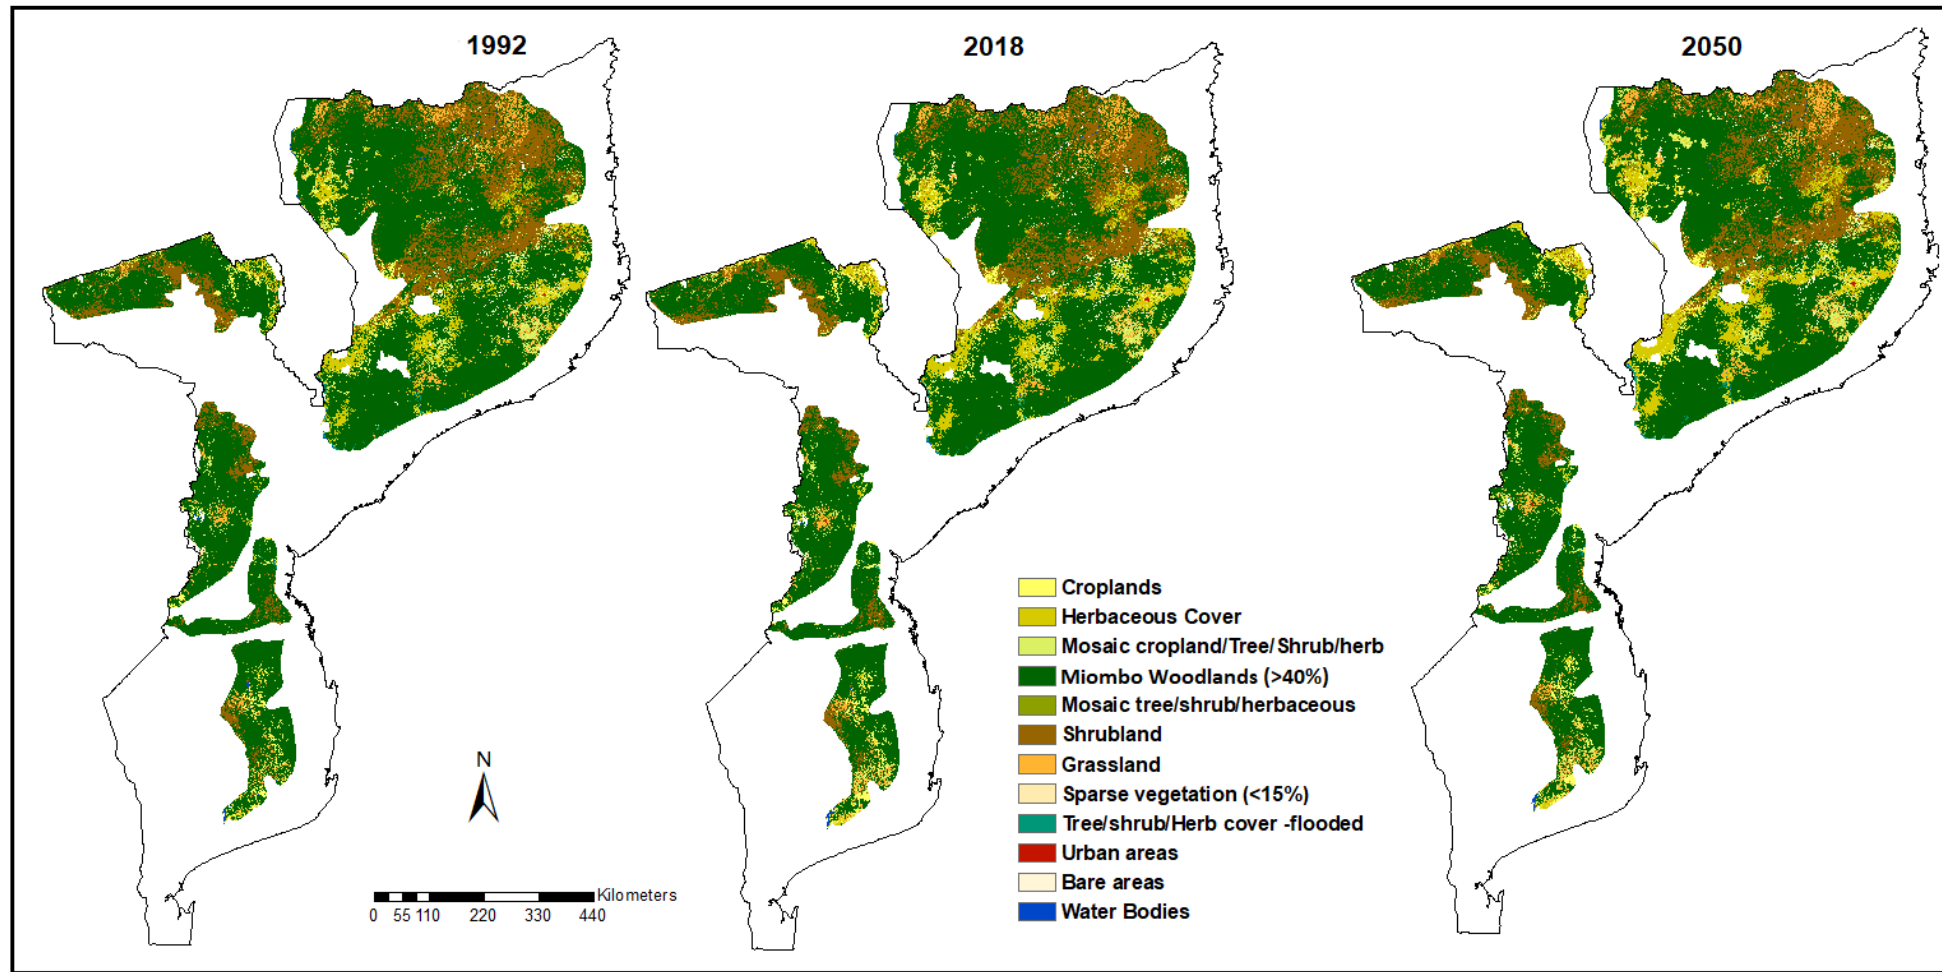 1992
2018
2050
Croplands
Herbaceous Cover
Mosaic cropland/Tree/Shrub/herb
Miombo Woodlands (>40%)
Mosaic tree/shrub/herbaceous
Shrubland
Grassland
Sparse vegetation (<15%)
Tree/shrub/Herb cover -flooded
Urban areas
Bare areas
Water Bodies
N
Kilometers
0 55 110 220 330 440